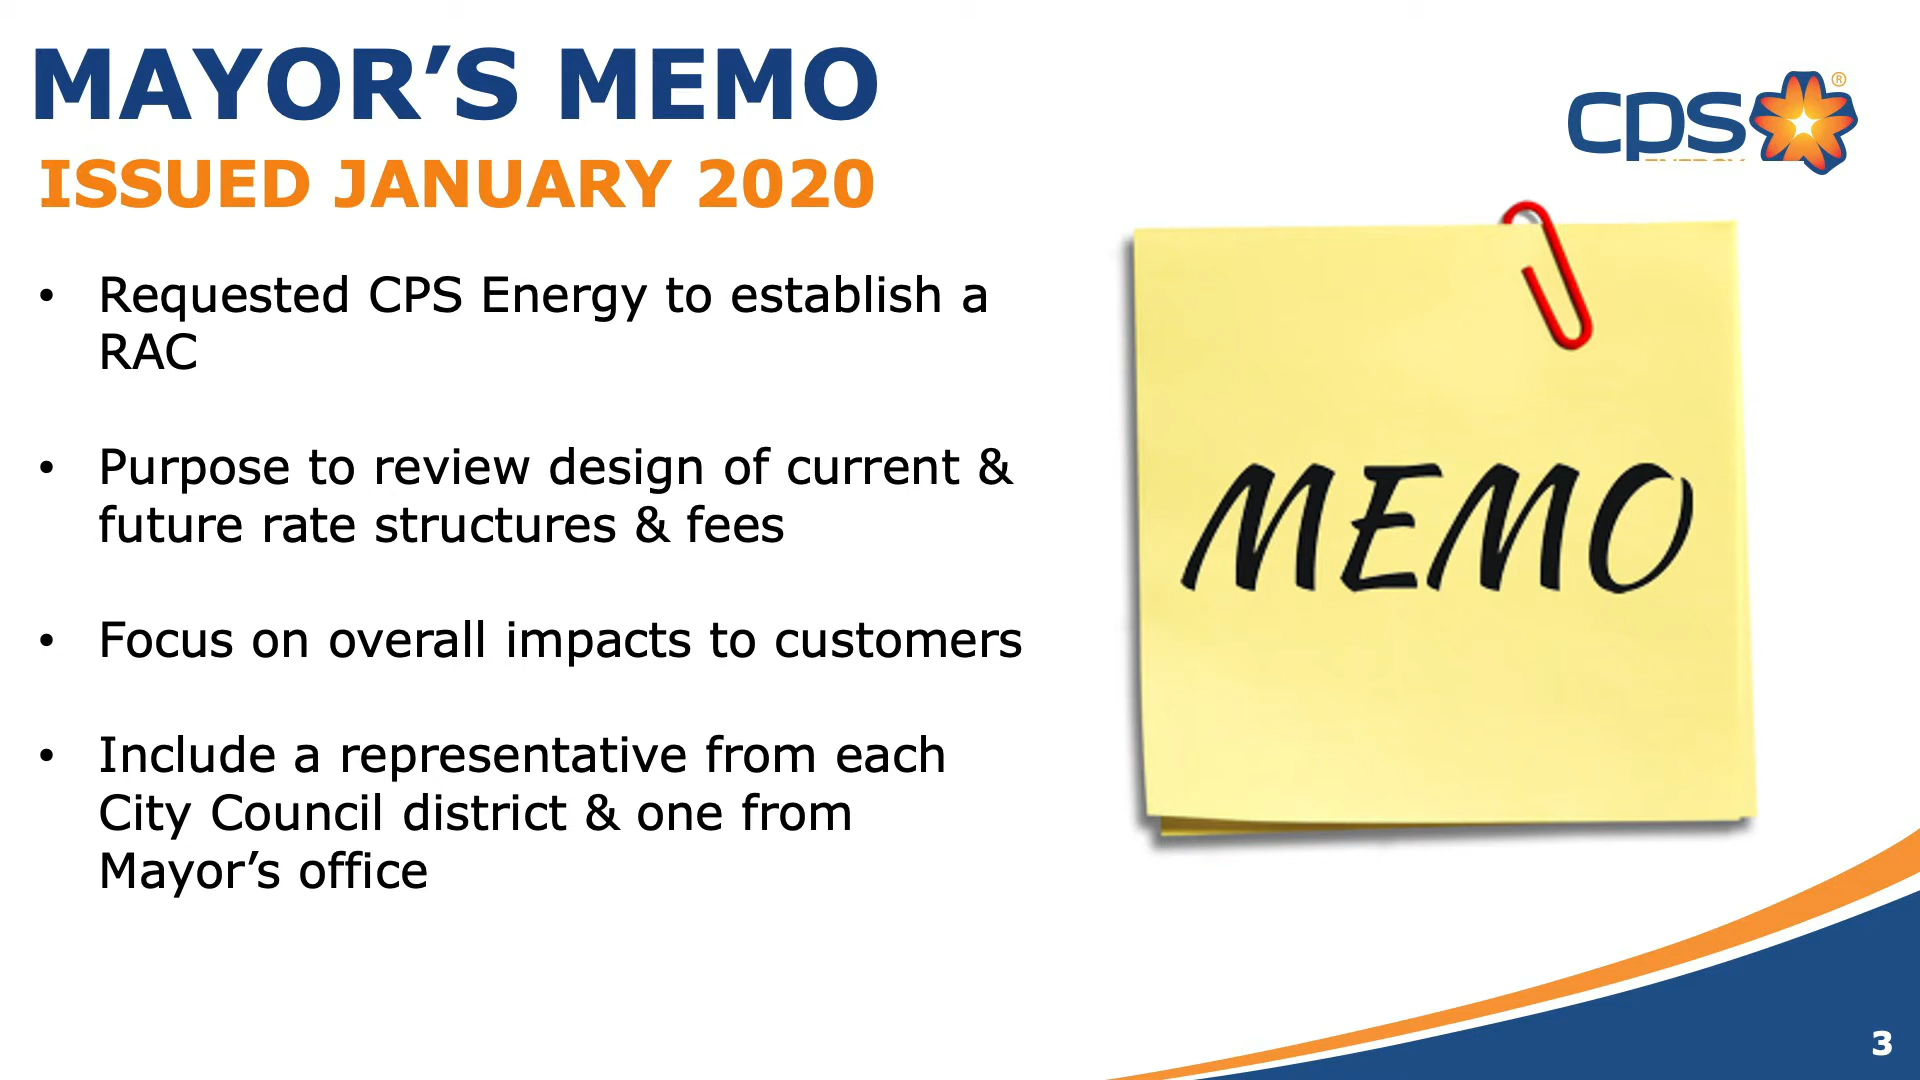 MAYOR’S MEMO
ISSUED JANUARY 2020
cps®
ENERGY
• Requested CPS Energy to establish a
RAC
• Purpose to review design of current &
future rate structures & fees
• Focus on overall impacts to customers
• Include a representative from each
City Council district & one from
Mayor’s office
MEMO
3